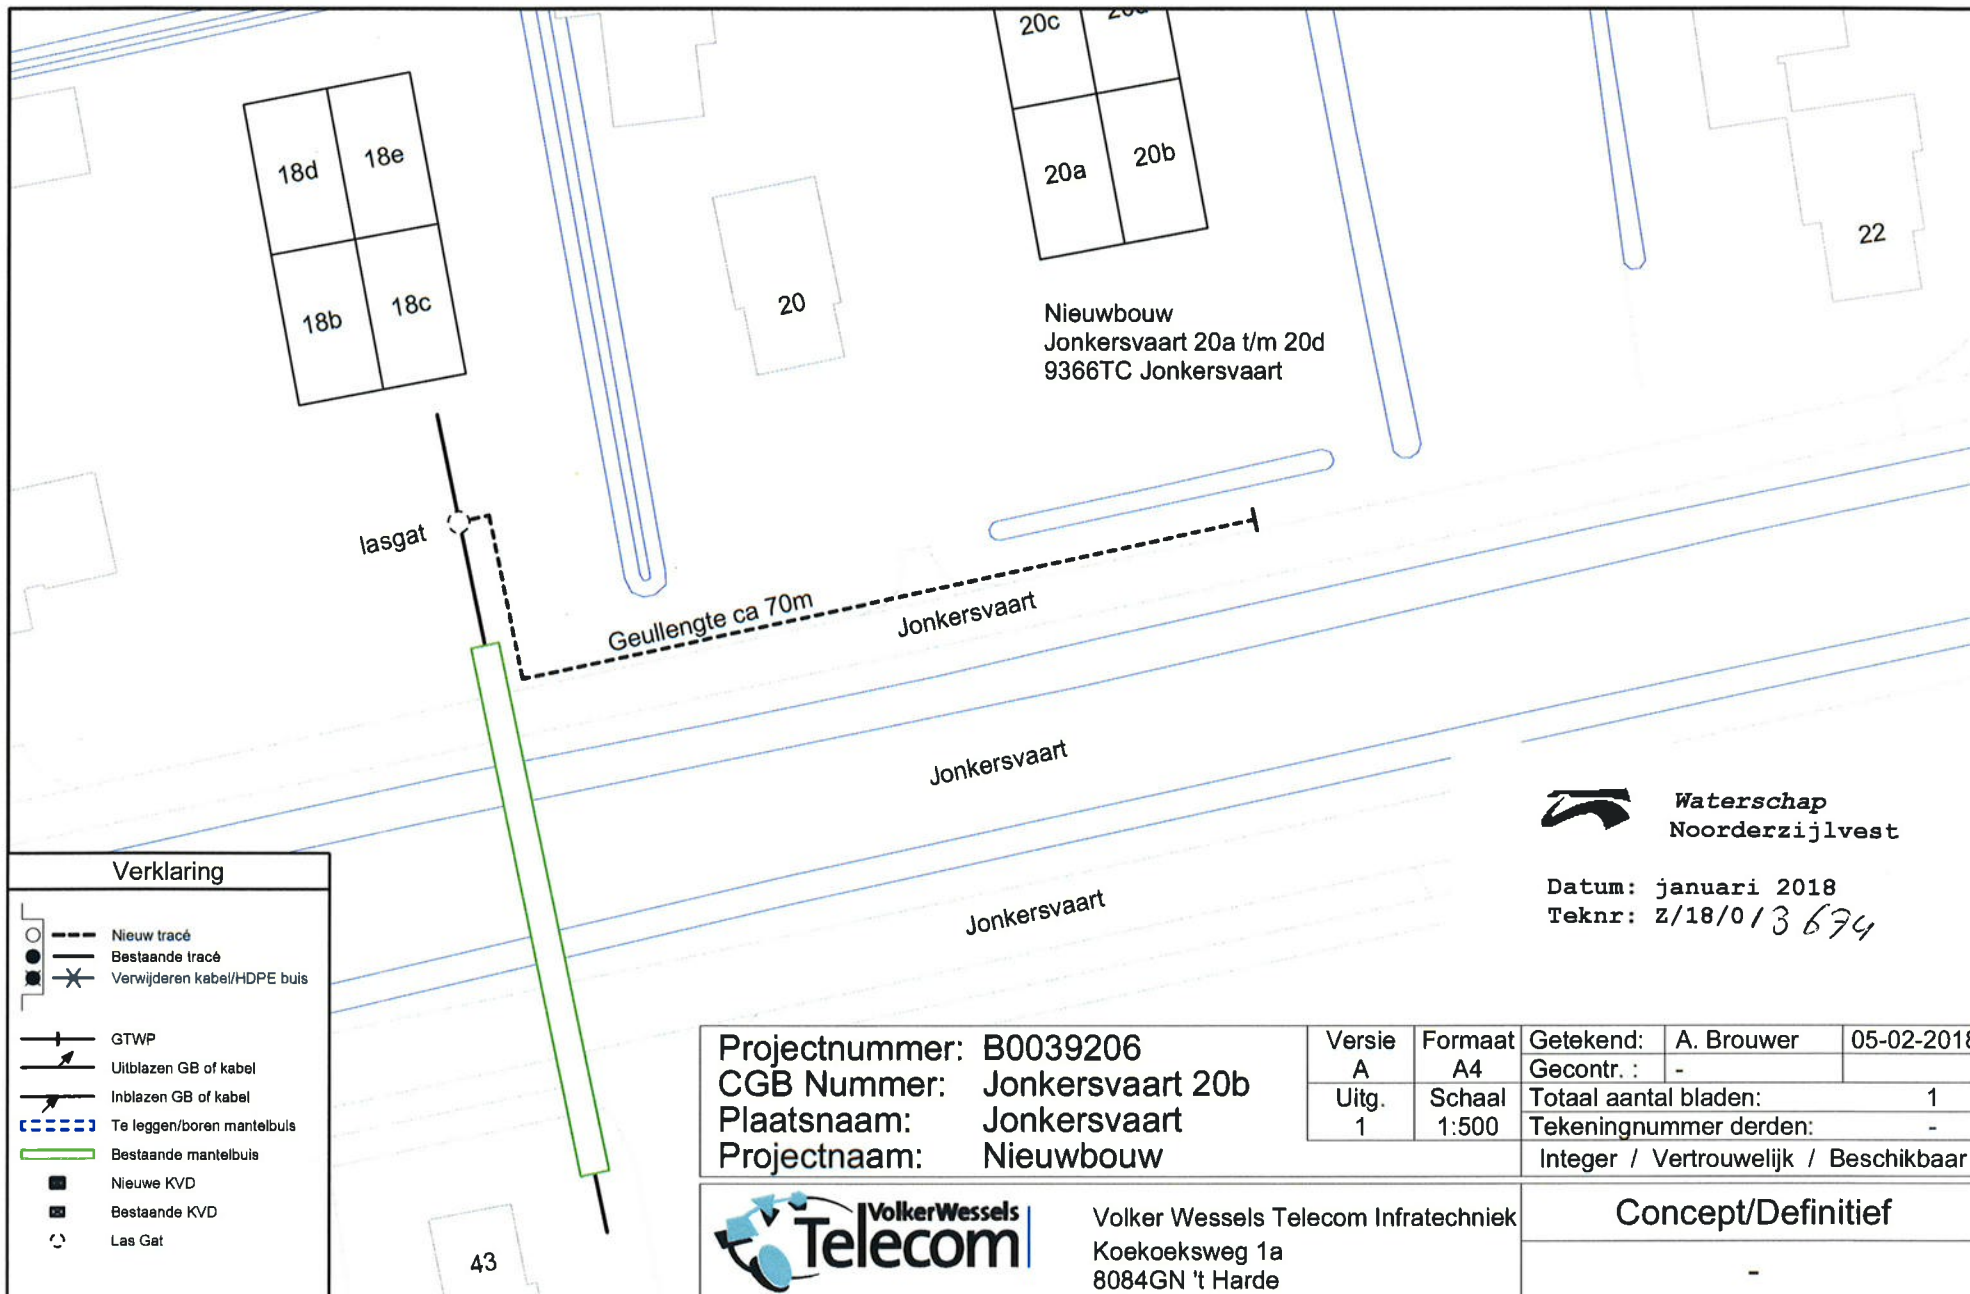 20c
18d
18e
20a
20b
22
18b
18c
20
Nieuwbouw
Jonkersvaart 20a t/m 20d
9366TC Jonkersvaart
lasgat
Geullengte ca 70m
Jonkersvaart
Jonkersvaart
Jonkersvaart
43
Waterschap
Noorderzijlvest
Datum: januari 2018
Teknr: Z/18/013674
Verklaring
Nieuw tracé
Bestaande tracé
Verwijderen kabel/HDPE buis
GTWP
Uitblazen GB of kabel
Inblazen GB of kabel
Te leggen/boren mantelbuis
Bestaande mantelbuis
Nieuwe KVD
Bestaande KVD
Las Gat
Projectnummer: B0039206
CGB Nummer: Jonkersvaart 20b
Plaatsnaam: Jonkersvaart
Projectnaam: Nieuwbouw
Versie Formaat Getekend: A. Brouwer 05-02-2018
A A4 Gecontr. : -
Uitg. Schaal Totaal aantal bladen: 1
1 1:500 Tekeningnummer derden: -
Integer / Vertrouwelijk / Beschikbaar
VolkerWessels
Telecom
Volker Wessels Telecom Infratechniek
Koekoeksweg 1a
8084GN 't Harde
Concept/Definitief
-